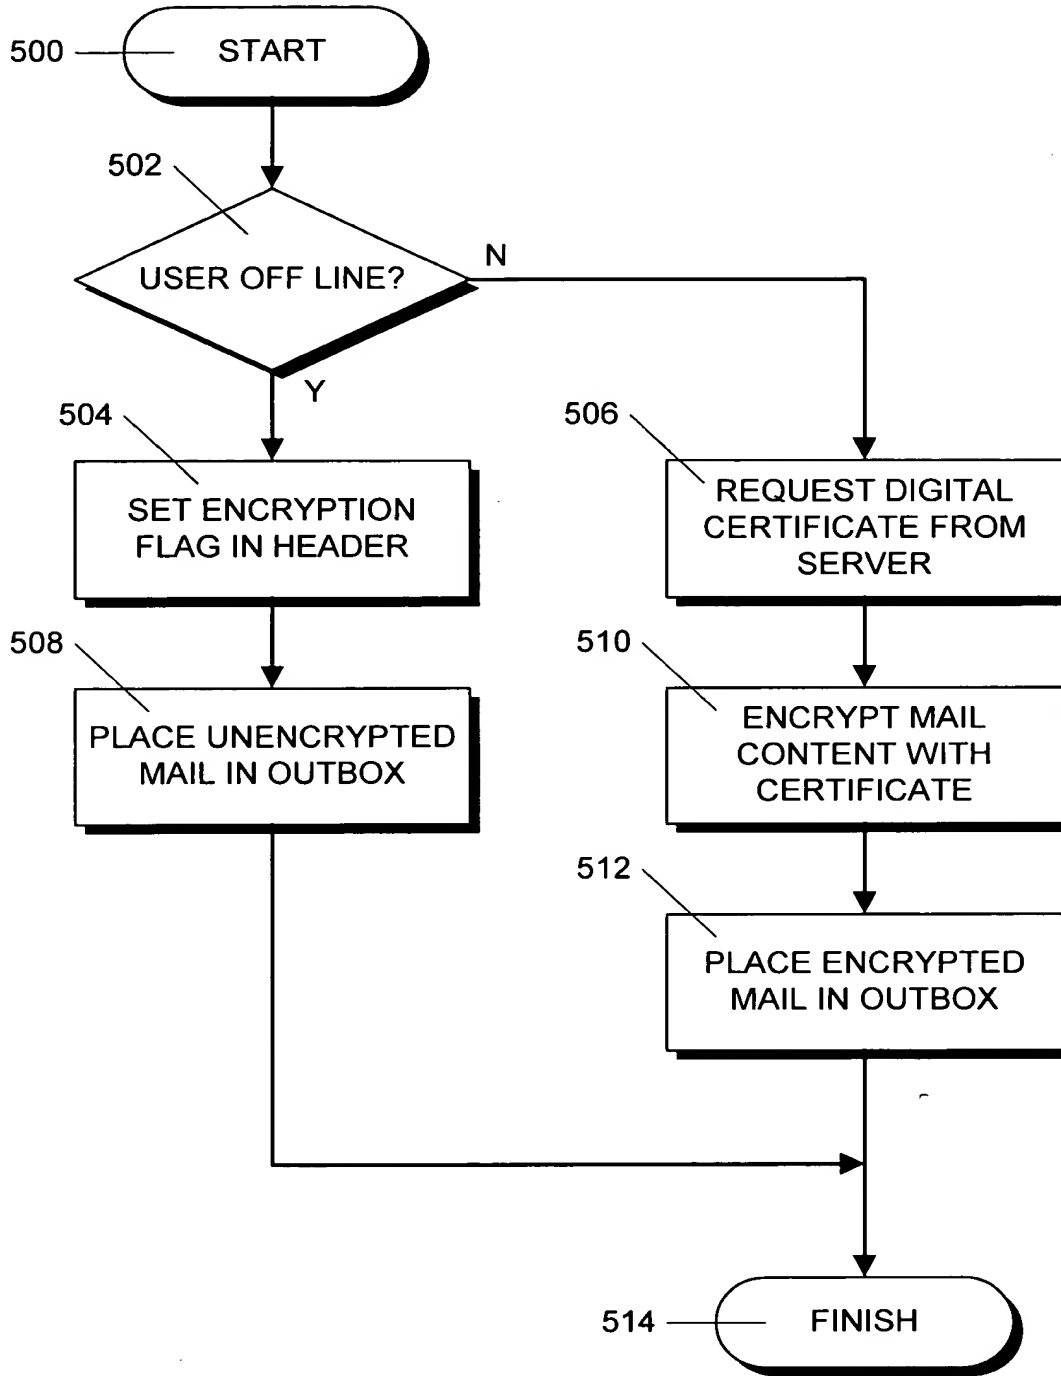 500
START
502
USER OFF LINE?
N
Y
504
SET ENCRYPTION
FLAG IN HEADER
506
REQUEST DIGITAL
CERTIFICATE FROM
SERVER
508
PLACE UNENCRYPTED
MAIL IN OUTBOX
510
ENCRYPT MAIL
CONTENT WITH
CERTIFICATE
512
PLACE ENCRYPTED
MAIL IN OUTBOX
514
FINISH